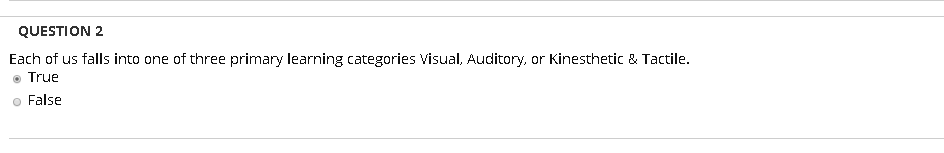 QUESTION 2
Each of us falls into one of three primary learning categories Visual, Auditory, or Kinesthetic & Tactile.
True
False